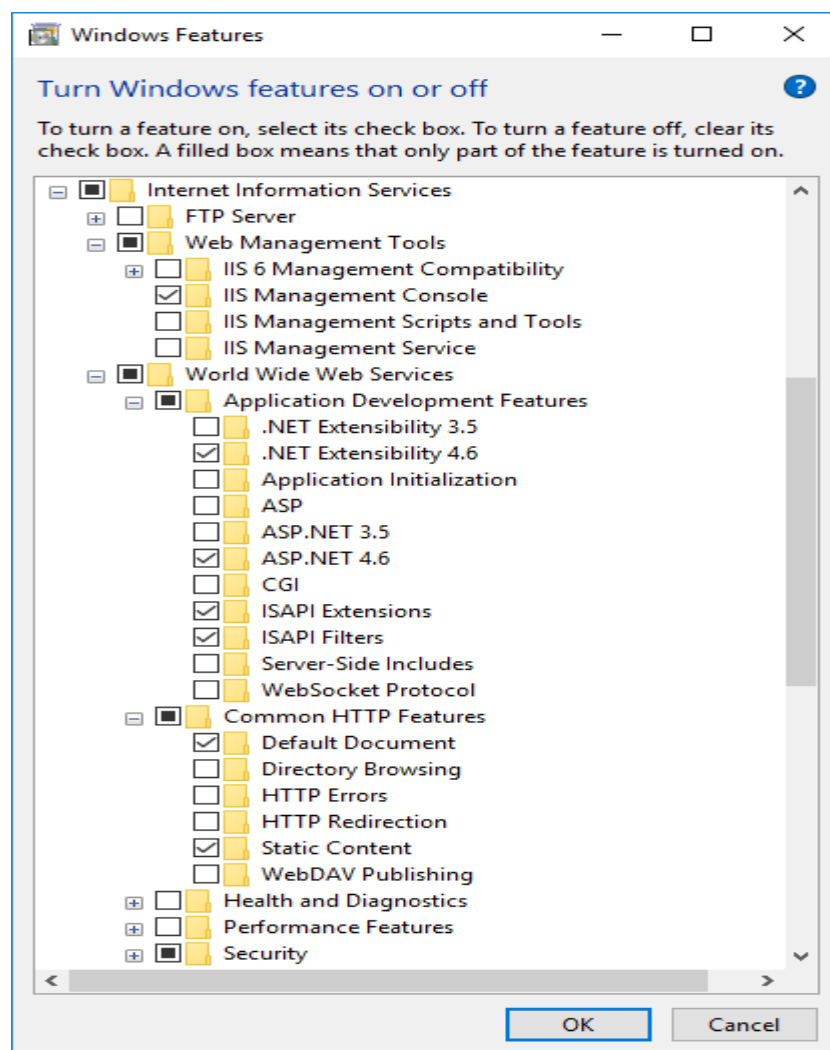 Windows Features
Turn Windows features on or off
To turn a feature on, select its check box. To turn a feature off, clear its
check box. A filled box means that only part of the feature is turned on.
Internet Information Services
FTP Server
Web Management Tools
IIS 6 Management Compatibility
IIS Management Console
IIS Management Scripts and Tools
IIS Management Service
World Wide Web Services
Application Development Features
.NET Extensibility 3.5
.NET Extensibility 4.6
Application Initialization
ASP
ASP.NET 3.5
ASP.NET 4.6
CGI
ISAPI Extensions
ISAPI Filters
Server-Side Includes
WebSocket Protocol
Common HTTP Features
Default Document
Directory Browsing
HTTP Errors
HTTP Redirection
Static Content
WebDAV Publishing
Health and Diagnostics
Performance Features
Security
OK Cancel